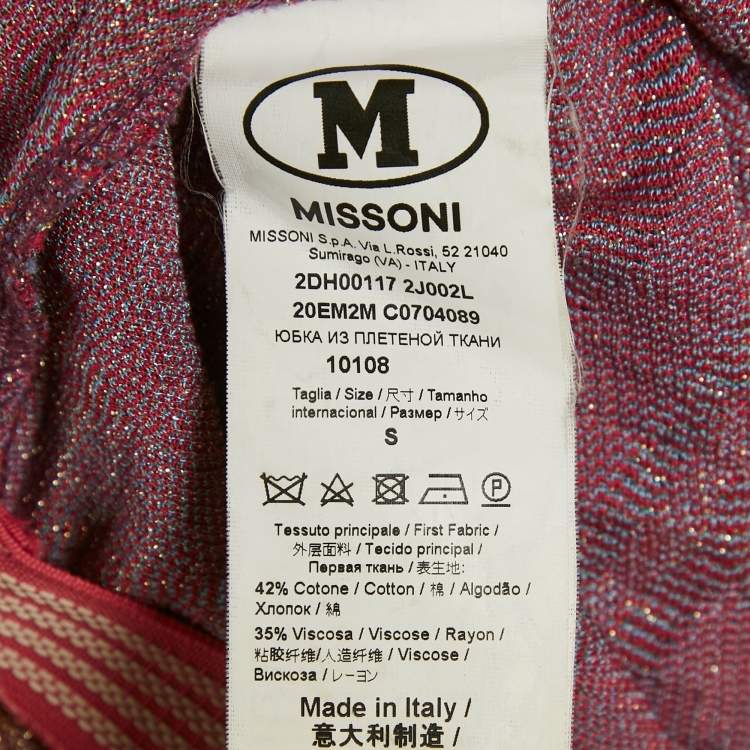 M
MISSONI
MISSONI S.p.A. Via L.Rossi, 52 21040
Sumirago (VA) - ITALY
2DH00117 2J002L
20EM2M C0704089
ЮБКА ИЗ ПЛЕТЕНОЙ ТКАНИ
10108
Taglia / Size / 尺寸 / Tamanho
internacional / Размер / サイズ
S
P
Tessuto principale / First Fabric /
外层面料 / Tecido principal /
Первая ткань / 表生地:
42% Cotone / Cotton / 棉 / Algodão /
Хлопок / 綿
35% Viscosa / Viscose / Rayon /
粘胶纤维/人造纤维 / Viscose /
Вискоза / レーヨン
Made in Italy /
意大利制造 /